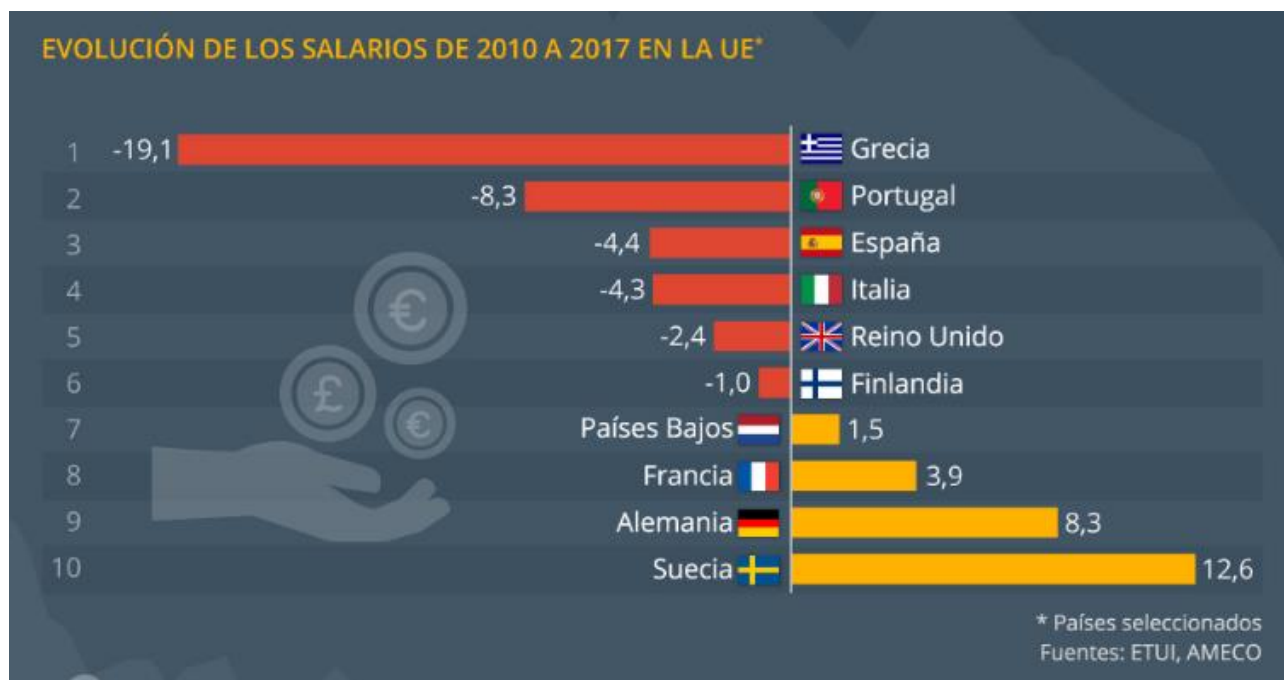 EVOLUCIÓN DE LOS SALARIOS DE 2010 A 2017 EN LA UE*
1 -19,1 Grecia
2 -8,3 Portugal
3 -4,4 España
4 -4,3 Italia
5 -2,4 Reino Unido
6 -1,0 Finlandia
7 Países Bajos 1,5
8 Francia 3,9
9 Alemania 8,3
10 Suecia 12,6
€
£
€
* Países seleccionados
Fuentes: ETUI, AMECO